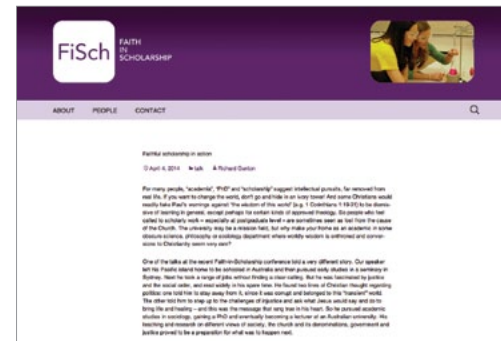 FiSch
FAITH
IN
SCHOLARSHIP
ABOUT PEOPLE CONTACT
Faithful scholarship in action
April 4, 2014 talk Richard Gunton
For many people, "academia", "PhD" and "scholarship" suggest intellectual pursuits, far removed from
real life. If you want to change the world, don't go and hide in an ivory tower! And some Christians would
readily take Paul's warnings against 'the wisdom of this world' (e.g. 1 Corinthians 1:19-31) to be dismis-
sive of learning in general, except perhaps for certain kinds of approved theology. So people who feel
called to scholarly work – especially at postgraduate level – are sometimes seen as lost from the cause
of the Church. The university may be a mission field, but why make your home as an academic in some
obscure science, philosophy or sociology department where worldly wisdom is enthroned and conver-
sions to Christianity seem very rare?
One of the talks at the recent Faith-in-Scholarship conference told a very different story. Our speaker
left his Pacific island home to be schooled in Australia and then pursued early studies in a seminary in
Sydney. Next he took a range of jobs without finding a clear calling. But he was fascinated by justice
and the social order, and read widely in his spare time. He found two lines of Christian thought regarding
politics: one told him to stay away from it, since it was corrupt and belonged to this "transient" world.
The other told him to step up to the challenges of injustice and ask what Jesus would say and do to
bring life and healing – and this was the message that rang true in his heart. So he pursued academic
studies in sociology, gaining a PhD and eventually becoming a lecturer at an Australian university. His
teaching and research on different views of society, the church and its denominations, government and
justice proved to be a preparation for what was to happen next.